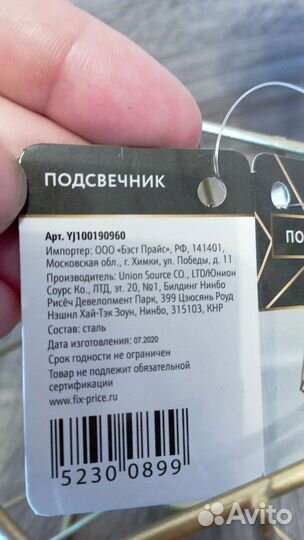 ПОДСВЕЧНИК
Арт. YJ100190960
Импортер: ООО «Бэст Прайс», РФ, 141401,
Московская обл., г. Химки, ул. Победы, д. 11
Производитель: Union Source CO., LTD/Юнион
Соурс Ко., ЛТД, эт. 20, №1, Билдинг Нинбо
Рисёч Девелопмент Парк, 399 Цзюсянь Роуд
Нэшнл Хай-Тэк Зоун, Нинбо, 315103, КНР
Состав: сталь
Дата изготовления: 07.2020
Срок годности не ограничен
Товар не подлежит обязательной
сертификации
www.fix-price.ru
5230 0899
ПО
Avito